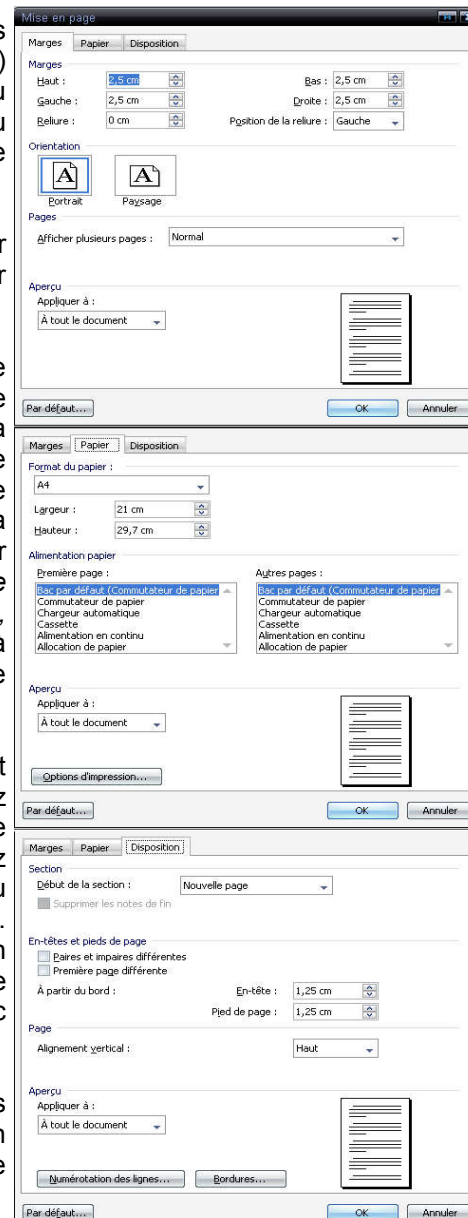 Mise en page
Marges Papier Disposition
Marges
Haut : 2,5 cm Bas : 2,5 cm
Gauche : 2,5 cm Droite : 2,5 cm
Reliure : 0 cm Position de la reliure : Gauche
Orientation
A A
Portrait Paysage
Pages
Afficher plusieurs pages : Normal
Aperçu
Appliquer à :
À tout le document
Par défaut... OK Annuler
Marges Papier Disposition
Format du papier :
A4
Largeur : 21 cm
Hauteur : 29,7 cm
Alimentation papier
Première page : Autres pages :
Bac par défaut (Commutateur de papier Bac par défaut (Commutateur de papier
Commutateur de papier Commutateur de papier
Chargeur automatique Chargeur automatique
Cassette Cassette
Alimentation en continu Alimentation en continu
Allocation de papier Allocation de papier
Aperçu
Appliquer à :
À tout le document
Options d'impression...
Par défaut... OK Annuler
Marges Papier Disposition
Section
Début de la section : Nouvelle page
Supprimer les notes de fin
En-têtes et pieds de page
Paires et impaires différentes
Première page différente
À partir du bord : En-tête : 1,25 cm
Pied de page : 1,25 cm
Page
Alignement vertical : Haut
Aperçu
Appliquer à :
À tout le document
Numérotation des lignes... Bordures...
Par défaut... OK Annuler